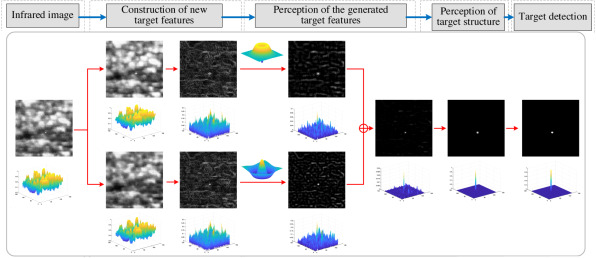 Infrared image
Construction of new
target features
Perception of the generated
target features
Perception of
target structure
Target detection